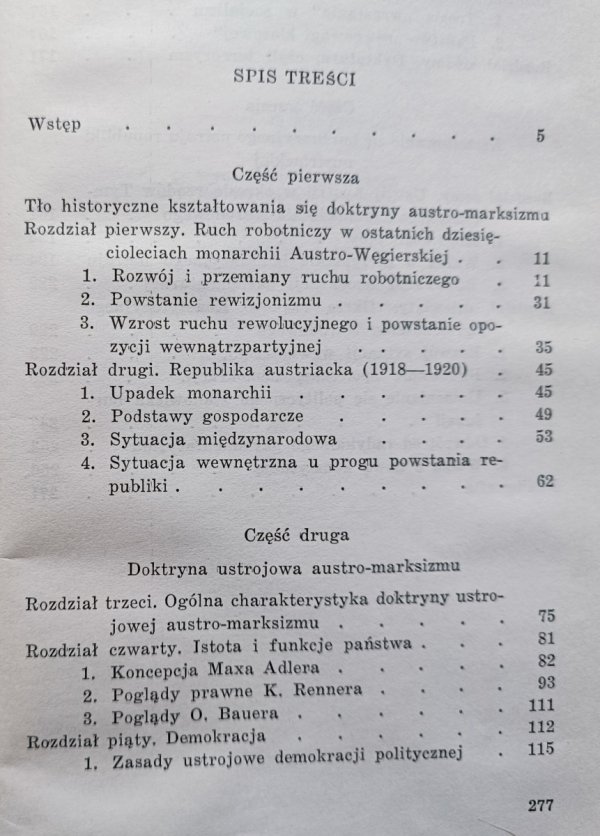 SPIS TREŚCI
Wstęp . . . . . . . . . . 5
Część pierwsza
Tło historyczne kształtowania się doktryny austro-marksizmu
Rozdział pierwszy. Ruch robotniczy w ostatnich dziesię-
cioleciach monarchii Austro-Węgierskiej . . 11
1. Rozwój i przemiany ruchu robotniczego . 11
2. Powstanie rewizjonizmu . . . . . 31
3. Wzrost ruchu rewolucyjnego i powstanie opo-
zycji wewnątrzpartyjnej . . . . . 35
Rozdział drugi. Republika austriacka (1918—1920) . 45
1. Upadek monarchii . . . . . . 45
2. Podstawy gospodarcze . . . . . 49
3. Sytuacja międzynarodowa . . . . 53
4. Sytuacja wewnętrzna u progu powstania re-
publiki . . . . . . . . . 62
Część druga
Doktryna ustrojowa austro-marksizmu
Rozdział trzeci. Ogólna charakterystyka doktryny ustro-
jowej austro-marksizmu . . . . . 75
Rozdział czwarty. Istota i funkcje państwa . . . 81
1. Koncepcja Maxa Adlera . . . . . 82
2. Poglądy prawne K. Rennera . . . . 93
3. Poglądy O. Bauera . . . . . . 111
Rozdział piąty. Demokracja . . . . . . 112
1. Zasady ustrojowe demokracji politycznej . 115
277